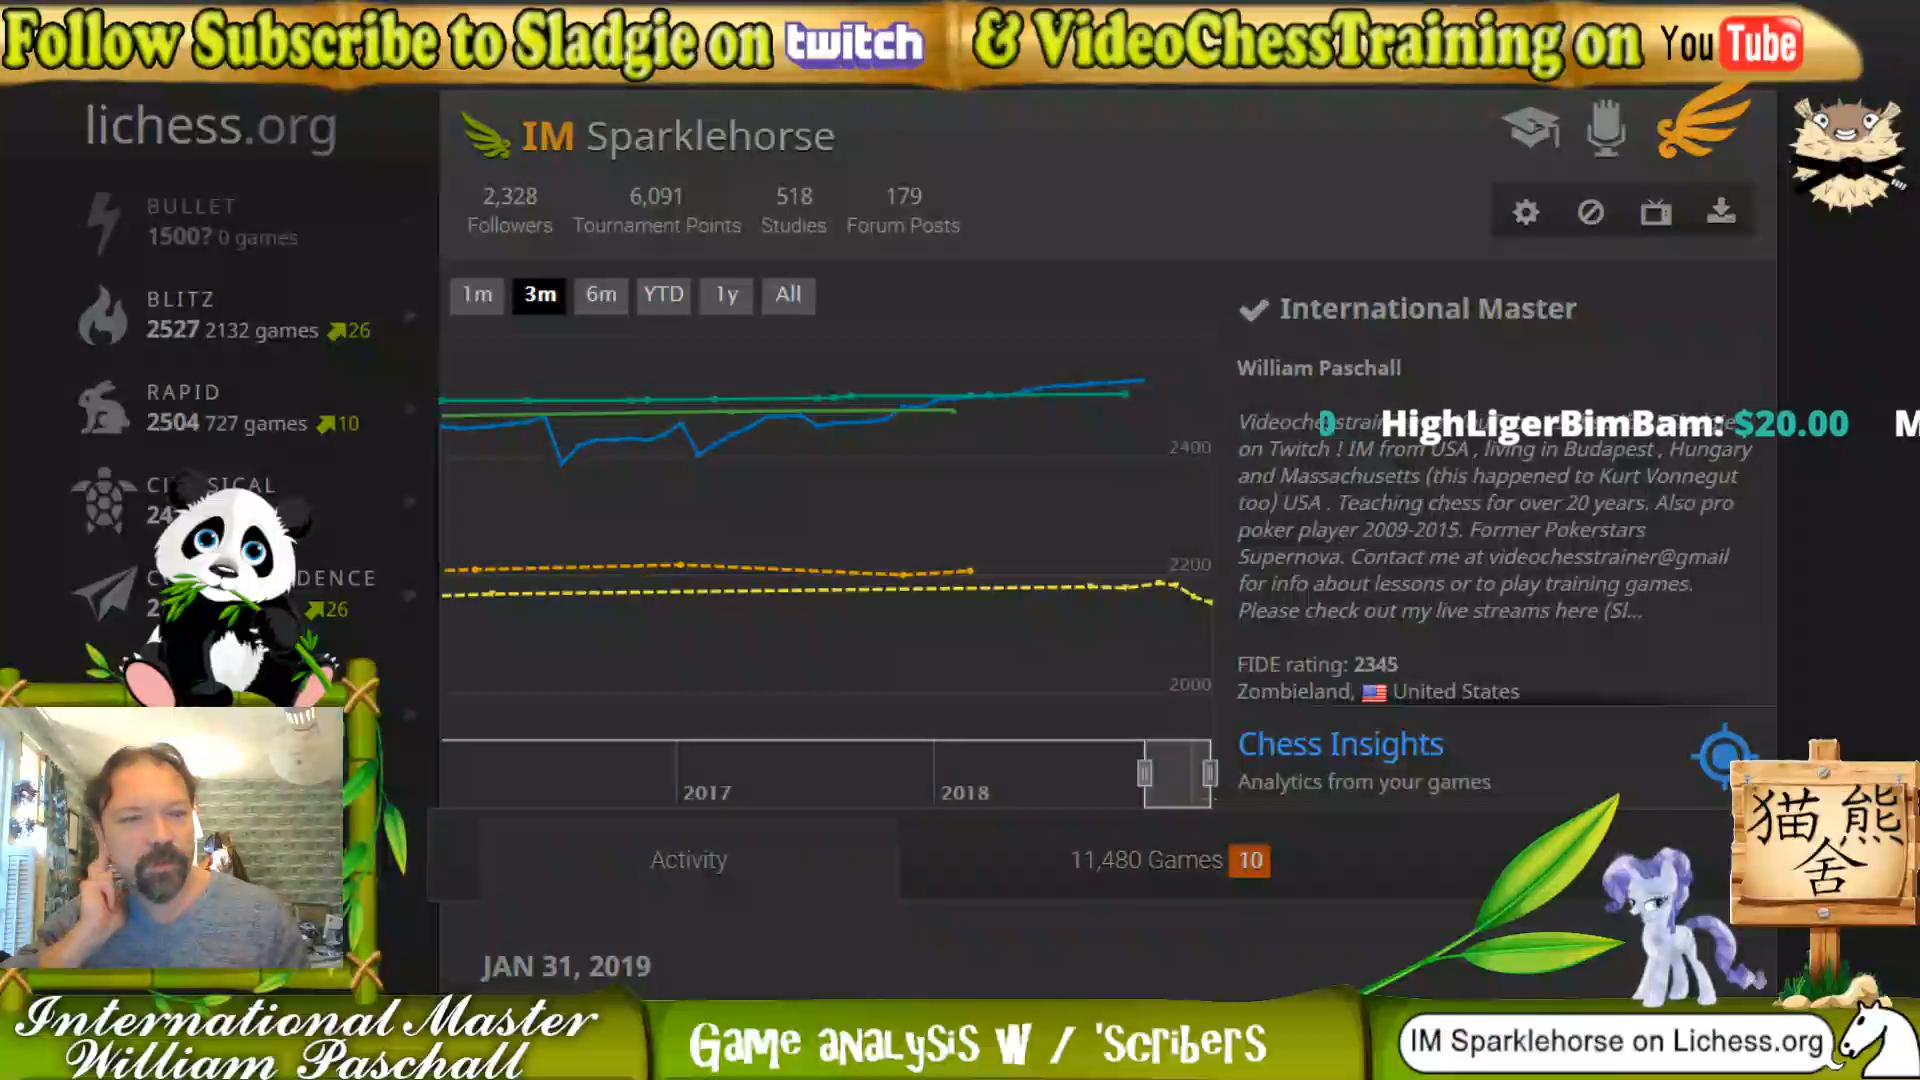 Follow Subscribe to Sladgie on twitch & VideoChessTraining on YouTube
lichess.org
BULLET
1500? 0 games
BLITZ
2527 2132 games 26
RAPID
2504 727 games 10
26
IM Sparklehorse
2,328 6,091 518 179
Followers Tournament Points Studies Forum Posts
1m 3m 6m YTD 1y All
2400
2200
2000
2017 2018
International Master
William Paschall
HighLigerBimBam: $20.00
on Twitch ! IM from USA , living in Budapest , Hungary
and Massachusetts (this happened to Kurt Vonnegut
too) USA . Teaching chess for over 20 years. Also pro
poker player 2009-2015. Former Pokerstars
Supernova. Contact me at videochesstrainer@gmail
for info about lessons or to play training games.
Please check out my live streams here (Sl...
FIDE rating: 2345
Zombieland, United States
Chess Insights
Analytics from your games
Activity 11,480 Games 10
JAN 31, 2019
猫熊
舍
International Master
William Paschall
Game analysis w / 'scribers
IM Sparklehorse on Lichess.org